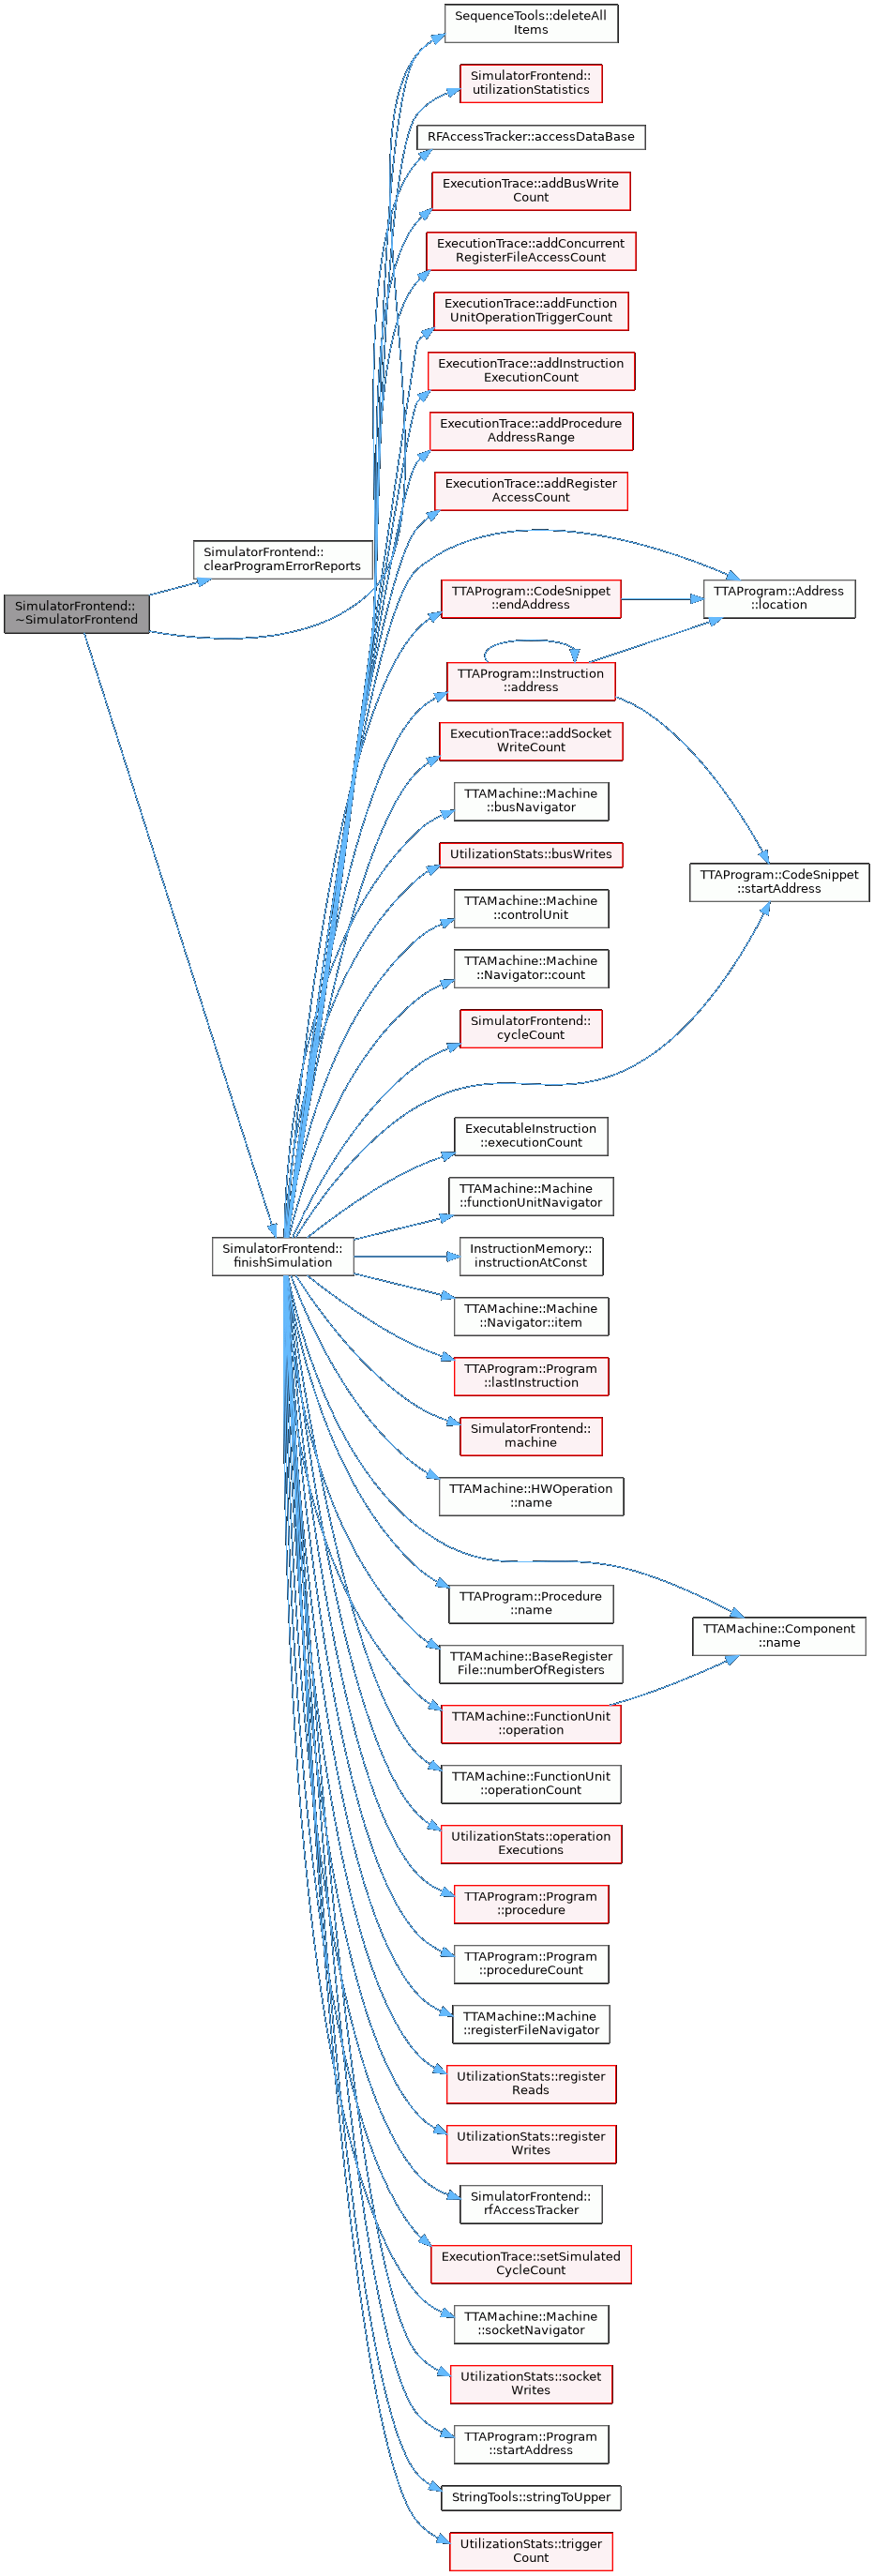 SequenceTools::deleteAll
Items
SimulatorFrontend::
utilizationStatistics
RFAccessTracker::accessDataBase
ExecutionTrace::addBusWrite
Count
ExecutionTrace::addConcurrent
RegisterFileAccessCount
ExecutionTrace::addFunction
UnitOperationTriggerCount
ExecutionTrace::addInstruction
ExecutionCount
ExecutionTrace::addProcedure
AddressRange
ExecutionTrace::addRegister
AccessCount
SimulatorFrontend::
clearProgramErrorReports
SimulatorFrontend::
~SimulatorFrontend
TTAProgram::CodeSnippet
::endAddress
TTAProgram::Address
::location
TTAProgram::Instruction
::address
ExecutionTrace::addSocket
WriteCount
TTAMachine::Machine
::busNavigator
UtilizationStats::busWrites
TTAProgram::CodeSnippet
::startAddress
TTAMachine::Machine
::controlUnit
TTAMachine::Machine
::Navigator::count
SimulatorFrontend::
cycleCount
ExecutableInstruction
::executionCount
TTAMachine::Machine
::functionUnitNavigator
SimulatorFrontend::
finishSimulation
InstructionMemory::
instructionAtConst
TTAMachine::Machine
::Navigator::item
TTAProgram::Program
::lastInstruction
SimulatorFrontend::
machine
TTAMachine::HWOperation
::name
TTAProgram::Procedure
::name
TTAMachine::Component
::name
TTAMachine::BaseRegister
File::numberOfRegisters
TTAMachine::FunctionUnit
::operation
TTAMachine::FunctionUnit
::operationCount
UtilizationStats::operation
Executions
TTAProgram::Program
::procedure
TTAProgram::Program
::procedureCount
TTAMachine::Machine
::registerFileNavigator
UtilizationStats::register
Reads
UtilizationStats::register
Writes
SimulatorFrontend::
rfAccessTracker
ExecutionTrace::setSimulated
CycleCount
TTAMachine::Machine
::socketNavigator
UtilizationStats::socket
Writes
TTAProgram::Program
::startAddress
StringTools::stringToUpper
UtilizationStats::trigger
Count